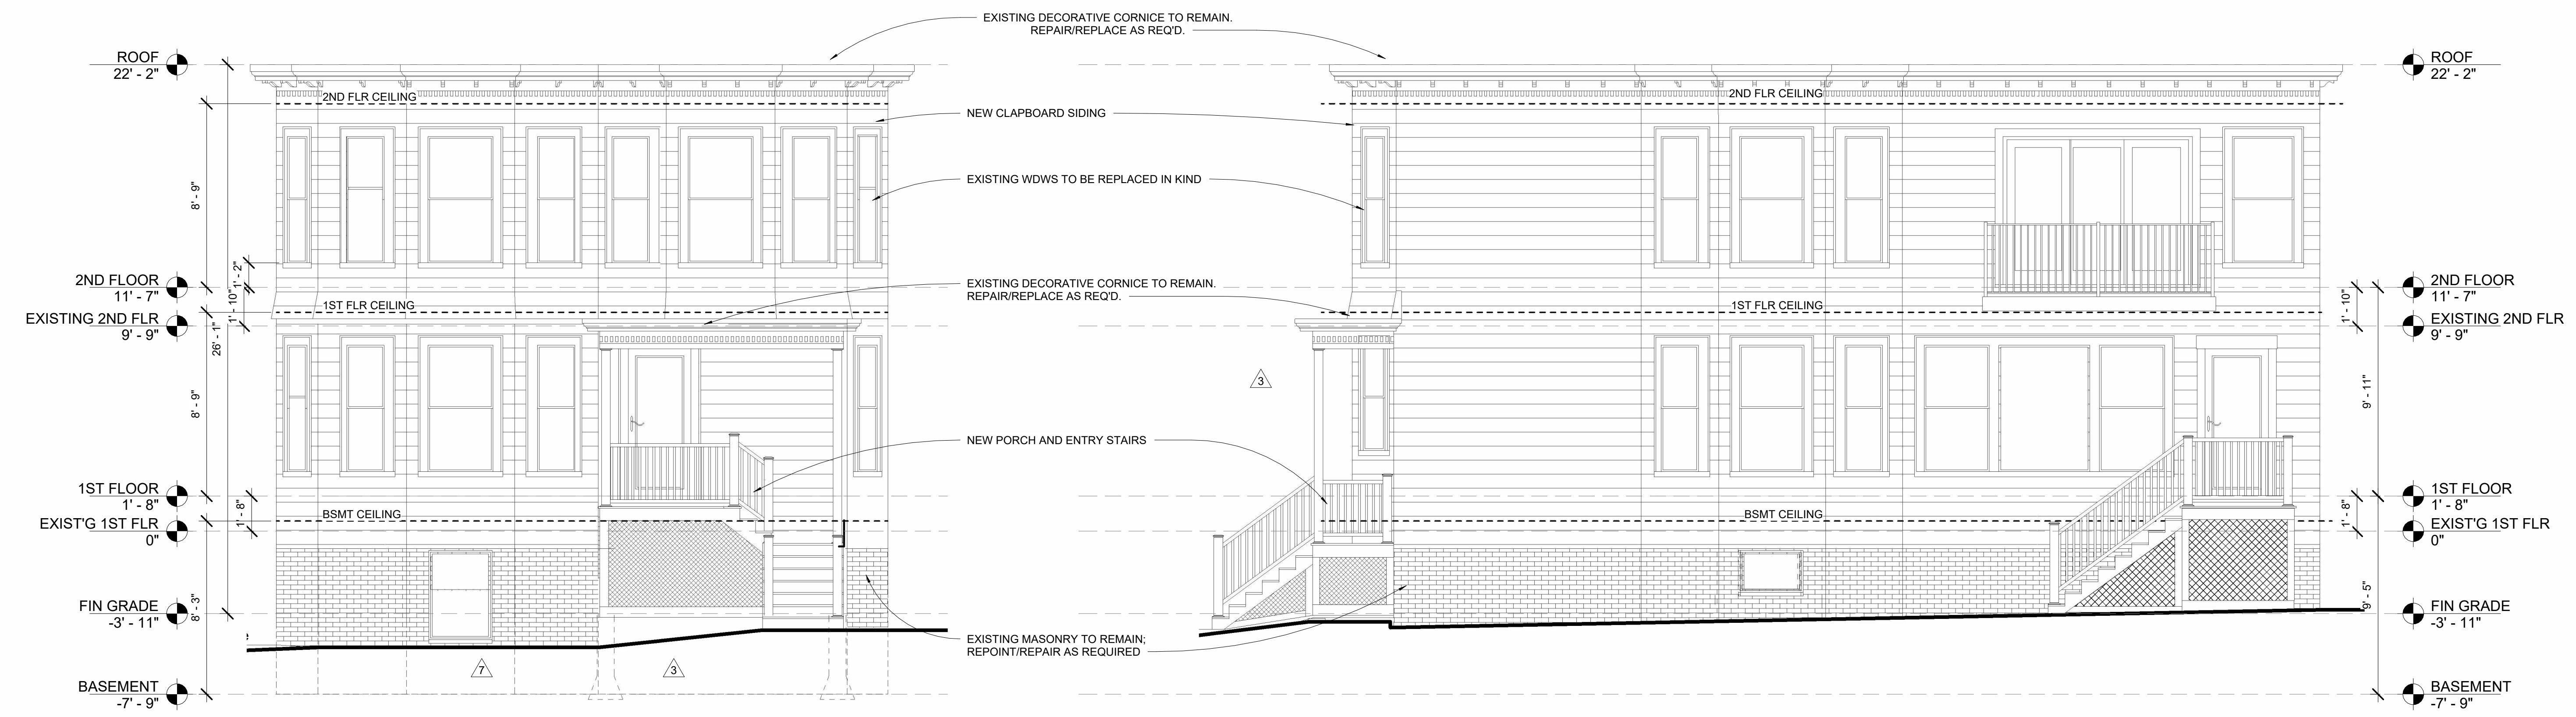 EXISTING DECORATIVE CORNICE TO REMAIN.
REPAIR/REPLACE AS REQ'D.
ROOF
22' - 2"
2ND FLR CEILING
8' - 9"
2ND FLOOR
11' - 7"
1' - 2"
1' - 10"
1ST FLR CEILING
EXISTING 2ND FLR
9' - 9"
26' - 1"
8' - 9"
1ST FLOOR
1' - 8"
1' - 8"
BSMT CEILING
EXIST'G 1ST FLR
0"
FIN GRADE
-3' - 11"
8' - 3"
BASEMENT
-7' - 9"
7
3
NEW CLAPBOARD SIDING
EXISTING WDWS TO BE REPLACED IN KIND
EXISTING DECORATIVE CORNICE TO REMAIN.
REPAIR/REPLACE AS REQ'D.
NEW PORCH AND ENTRY STAIRS
EXISTING MASONRY TO REMAIN;
REPOINT/REPAIR AS REQUIRED
3
2ND FLR CEILING
1ST FLR CEILING
BSMT CEILING
ROOF
22' - 2"
2ND FLOOR
11' - 7"
1' - 10"
EXISTING 2ND FLR
9' - 9"
9' - 11"
1ST FLOOR
1' - 8"
1' - 8"
EXIST'G 1ST FLR
0"
9' - 5"
FIN GRADE
-3' - 11"
BASEMENT
-7' - 9"